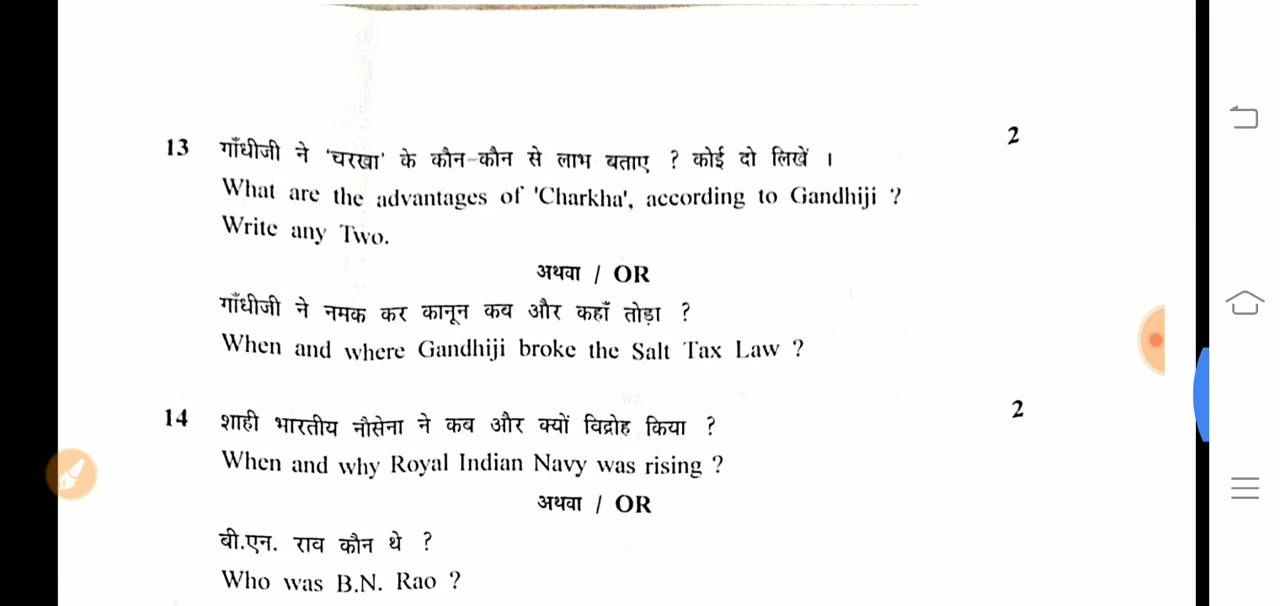 13 गाँधीजी ने 'चरखा' के कौन-कौन से लाभ बताए ? कोई दो लिखें । 2
What are the advantages of 'Charkha', according to Gandhiji ?
Write any Two.
अथवा / OR
गाँधीजी ने नमक कर कानून कब और कहाँ तोड़ा ?
When and where Gandhiji broke the Salt Tax Law ?
14 शाही भारतीय नौसेना ने कब और क्यों विद्रोह किया ? 2
When and why Royal Indian Navy was rising ?
अथवा / OR
बी.एन. राव कौन थे ?
Who was B.N. Rao ?